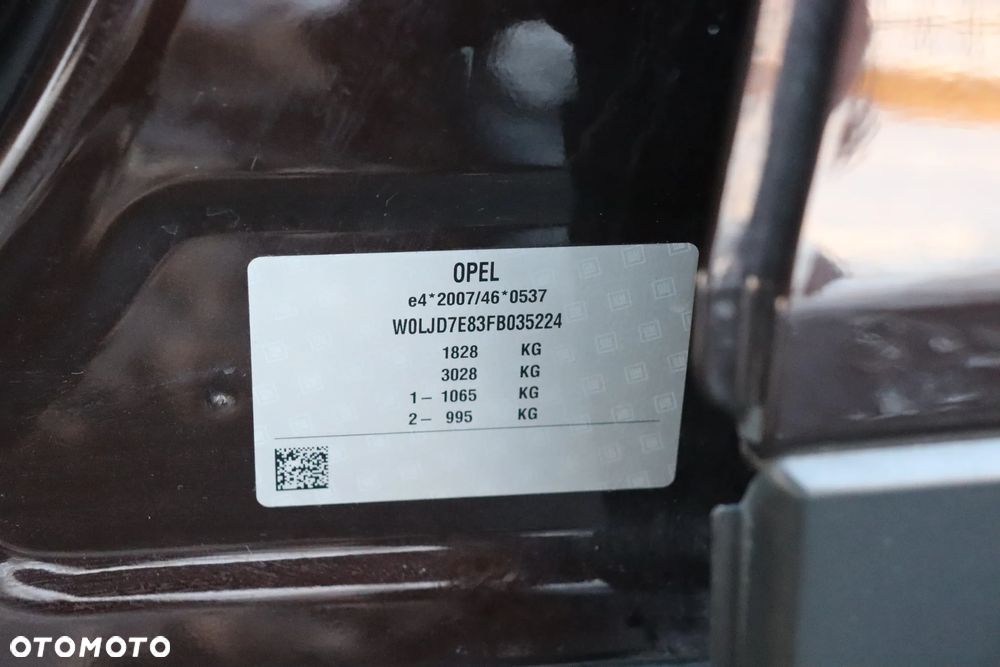 OPEL
e4*2007/46*0537
W0LJD7E83FB035224
1828 KG
3028 KG
1– 1065 KG
2– 995 KG
OTOMOTO